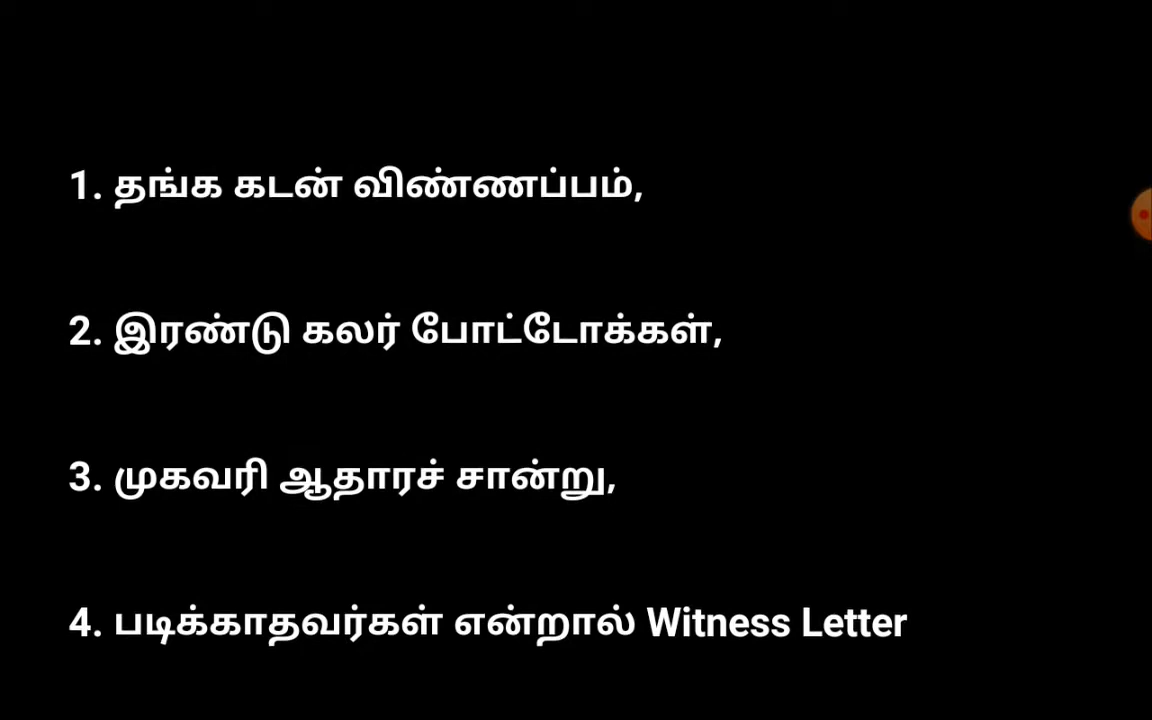 1. தங்க கடன் விண்ணப்பம்,
2. இரண்டு கலர் போட்டோக்கள்,
3. முகவரி ஆதாரச் சான்று,
4. படிக்காதவர்கள் என்றால் Witness Letter